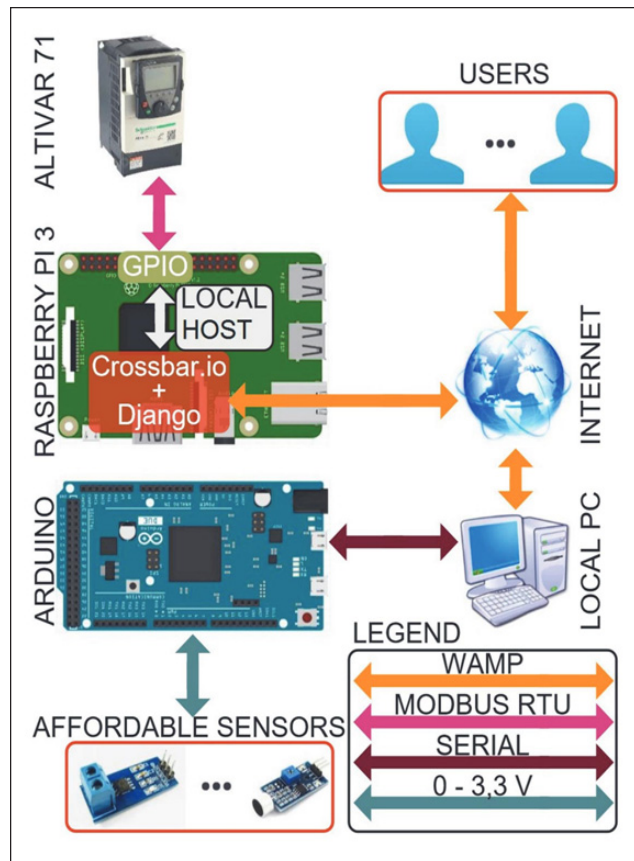 ALTIVAR 71
USERS
RASPBERRY PI 3
GPIO
LOCAL
HOST
Crossbar.io
+
Django
INTERNET
ARDUINO
LOCAL PC
AFFORDABLE SENSORS
LEGEND
WAMP
MODBUS RTU
SERIAL
0 - 3,3 V